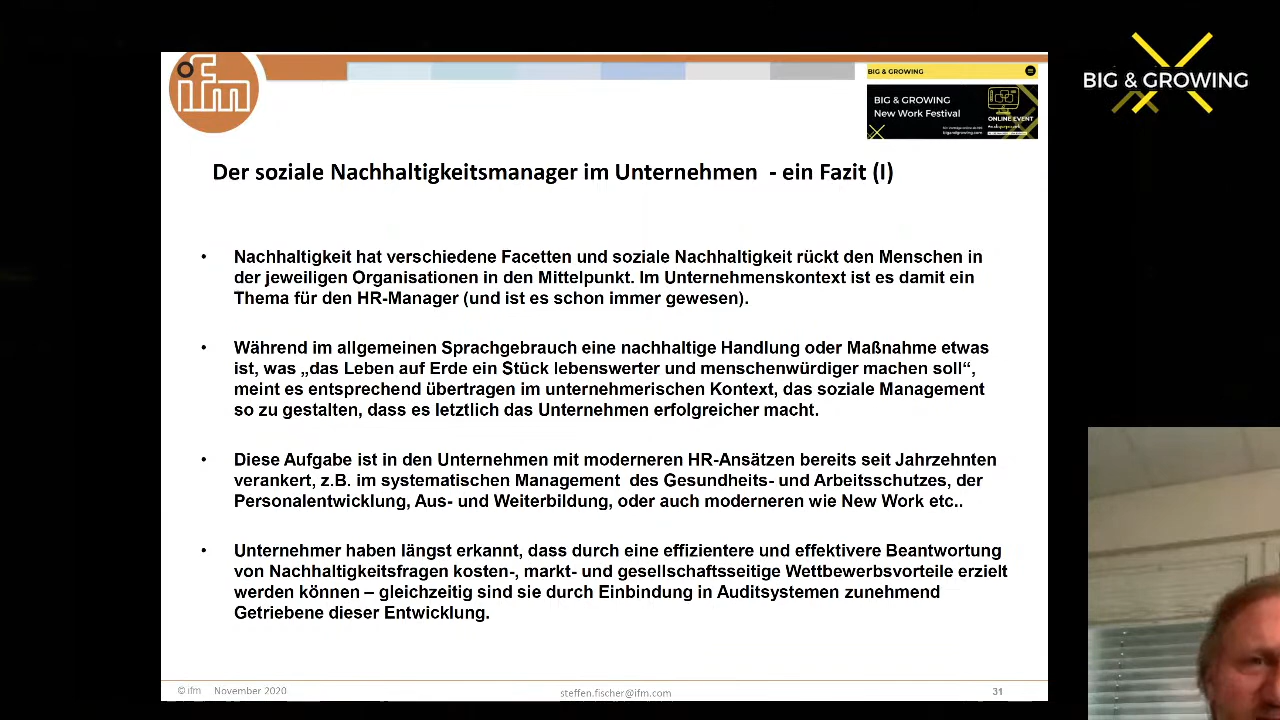 ifm
BIG & GROWING
BIG & GROWING
New Work Festival
ONLINE EVENT
BIG & GROWING
Der soziale Nachhaltigkeitsmanager im Unternehmen - ein Fazit (I)
• Nachhaltigkeit hat verschiedene Facetten und soziale Nachhaltigkeit rückt den Menschen in
der jeweiligen Organisationen in den Mittelpunkt. Im Unternehmenskontext ist es damit ein
Thema für den HR-Manager (und ist es schon immer gewesen).
• Während im allgemeinen Sprachgebrauch eine nachhaltige Handlung oder Maßnahme etwas
ist, was „das Leben auf Erde ein Stück lebenswerter und menschenwürdiger machen soll“,
meint es entsprechend übertragen im unternehmerischen Kontext, das soziale Management
so zu gestalten, dass es letztlich das Unternehmen erfolgreicher macht.
• Diese Aufgabe ist in den Unternehmen mit moderneren HR-Ansätzen bereits seit Jahrzehnten
verankert, z.B. im systematischen Management des Gesundheits- und Arbeitsschutzes, der
Personalentwicklung, Aus- und Weiterbildung, oder auch moderneren wie New Work etc..
• Unternehmer haben längst erkannt, dass durch eine effizientere und effektivere Beantwortung
von Nachhaltigkeitsfragen kosten-, markt- und gesellschaftsseitige Wettbewerbsvorteile erzielt
werden können – gleichzeitig sind sie durch Einbindung in Auditsystemen zunehmend
Getriebene dieser Entwicklung.
© ifm November 2020
steffen.fischer@ifm.com
31